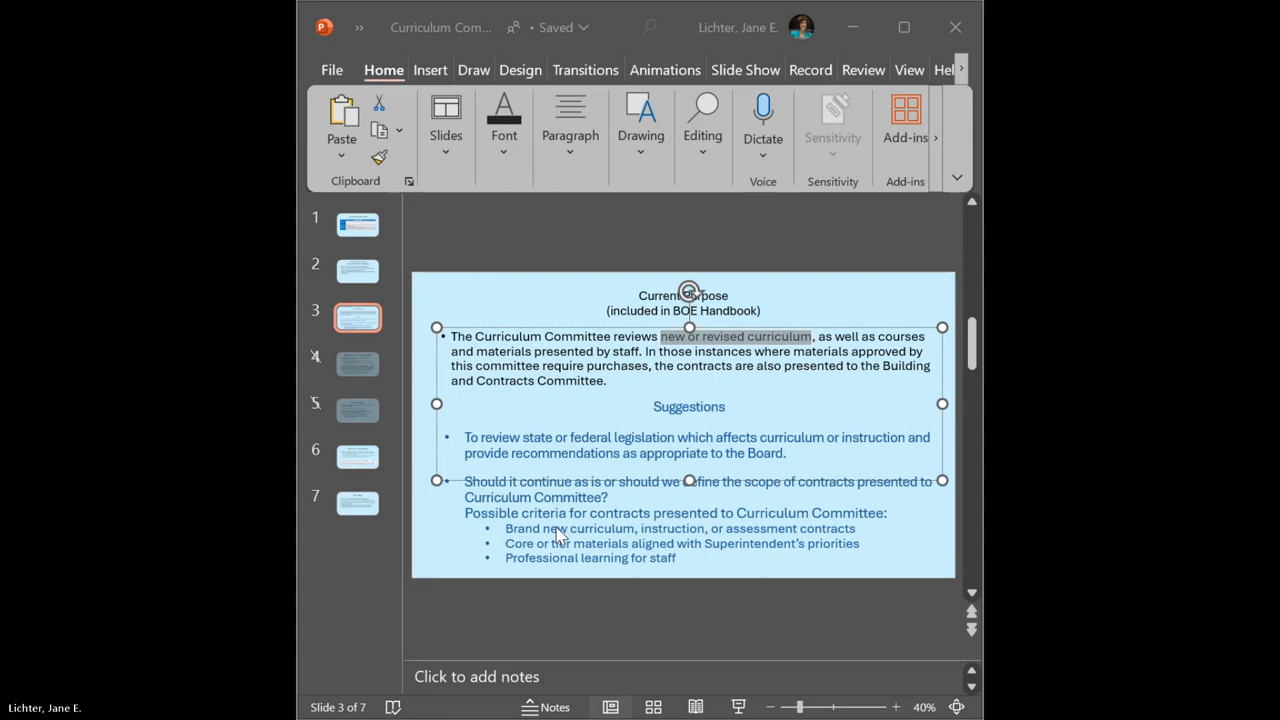 Curriculum Com... • Saved Lichter, Jane E.
File Home Insert Draw Design Transitions Animations Slide Show Record Review View Hel
Paste Slides Font Paragraph Drawing Editing Dictate Sensitivity Add-ins
Clipboard Voice Sensitivity Add-ins
1
2
3
4
5
6
7
Current Purpose
(included in BOE Handbook)
• The Curriculum Committee reviews new or revised curriculum, as well as courses
and materials presented by staff. In those instances where materials approved by
this committee require purchases, the contracts are also presented to the Building
and Contracts Committee.
Suggestions
• To review state or federal legislation which affects curriculum or instruction and
provide recommendations as appropriate to the Board.
• Should it continue as is or should we define the scope of contracts presented to
Curriculum Committee?
Possible criteria for contracts presented to Curriculum Committee:
• Brand new curriculum, instruction, or assessment contracts
• Core or tier materials aligned with Superintendent's priorities
• Professional learning for staff
Click to add notes
Slide 3 of 7 Notes 40%
Lichter, Jane E.